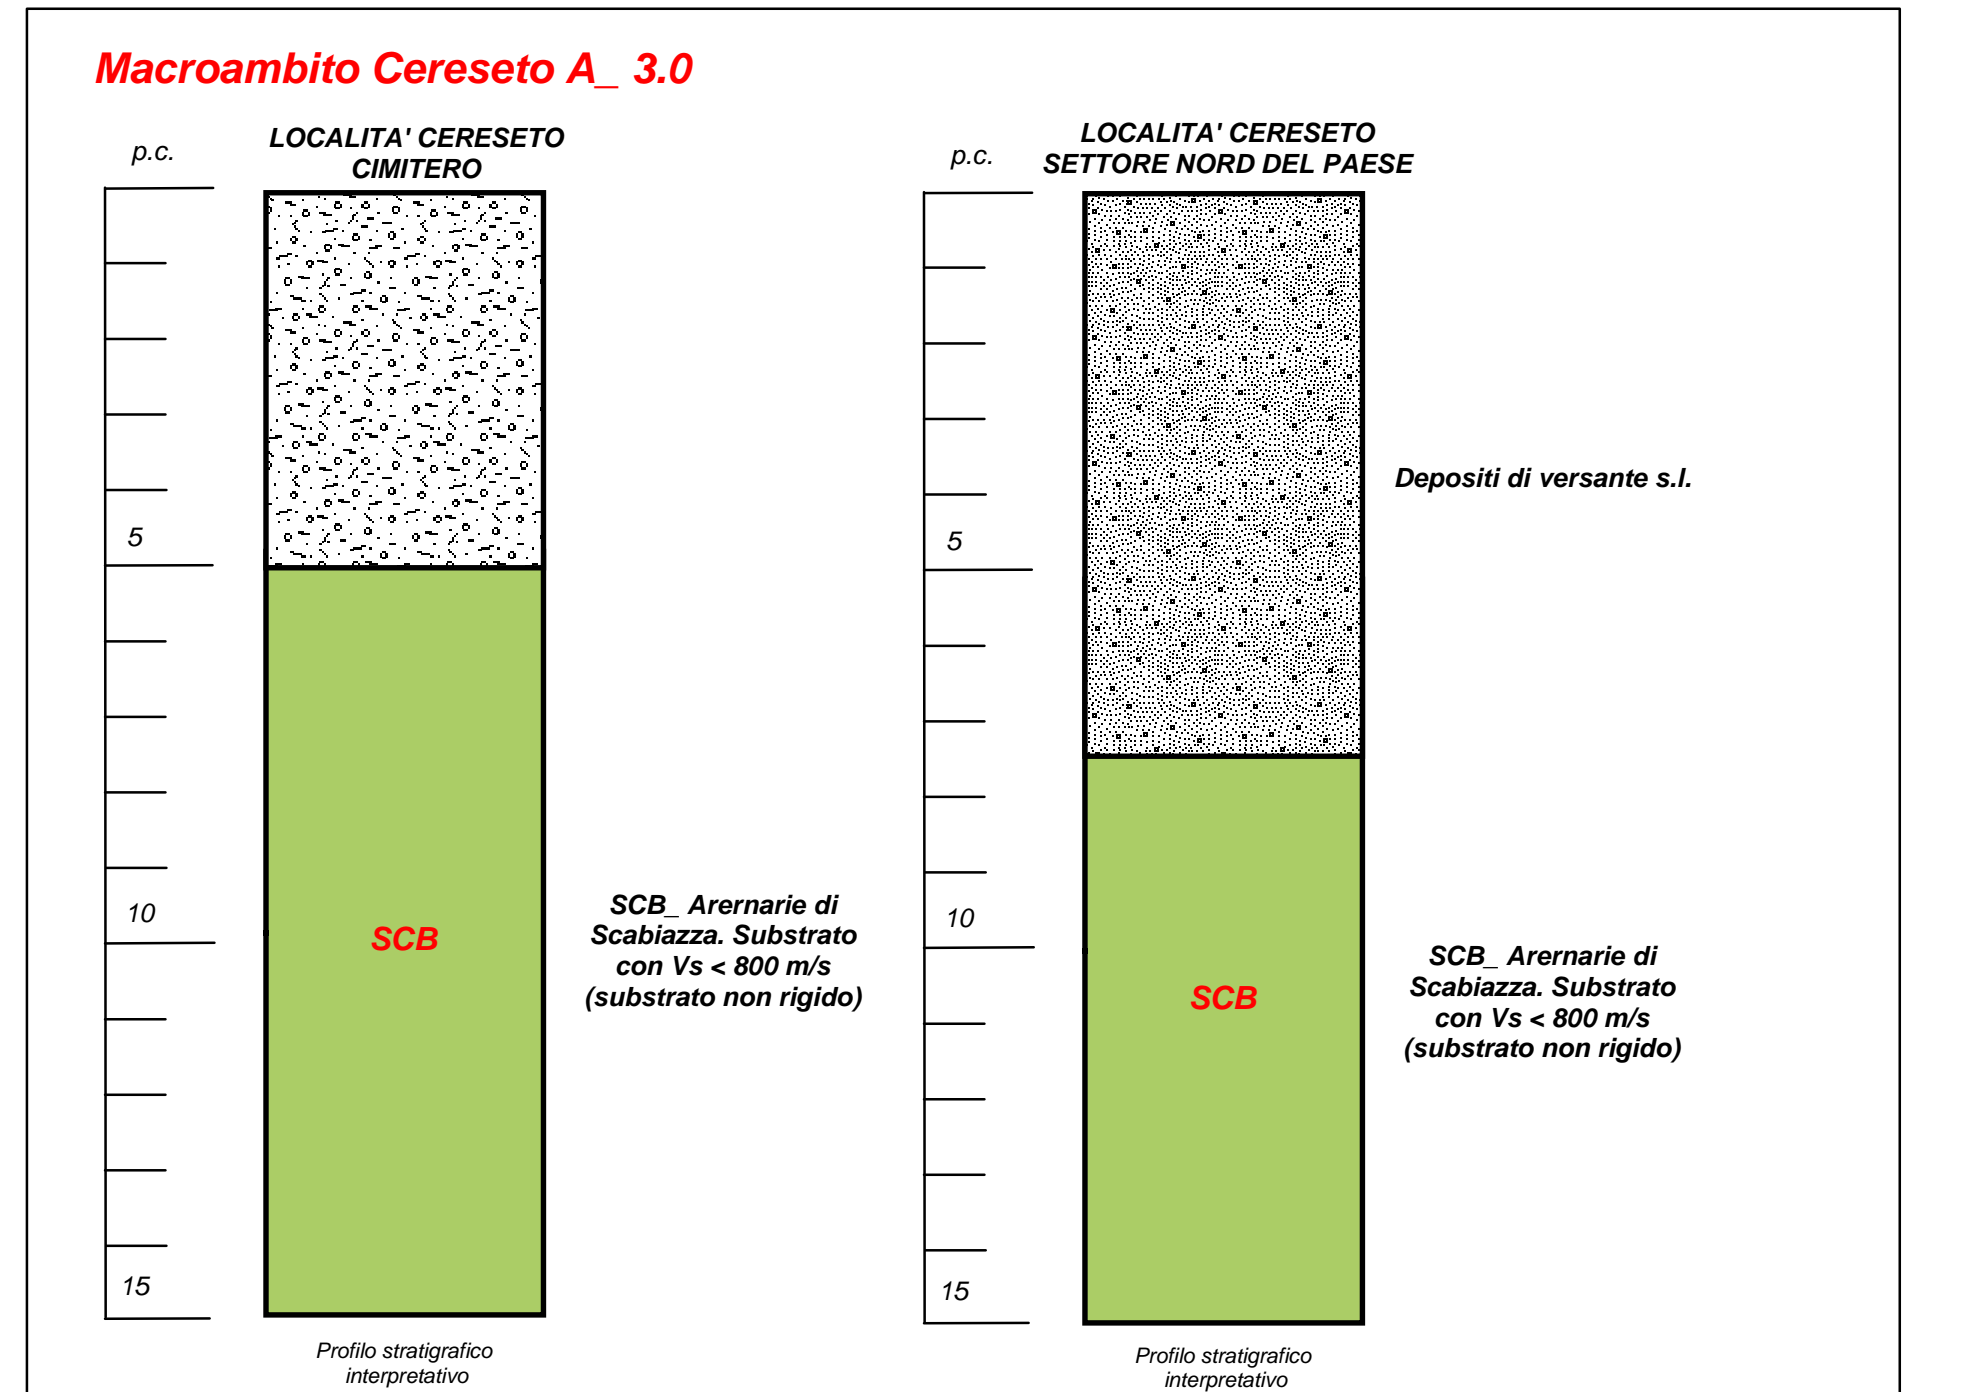 Macroambito Cereseto A_ 3.0
p.c.
LOCALITA' CERESETO
CIMITERO
5
10
15
SCB
SCB_ Arernarie di
Scabiazza. Substrato
con Vs < 800 m/s
(substrato non rigido)
Profilo stratigrafico
interpretativo
p.c.
LOCALITA' CERESETO
SETTORE NORD DEL PAESE
5
10
15
Depositi di versante s.l.
SCB
SCB_ Arernarie di
Scabiazza. Substrato
con Vs < 800 m/s
(substrato non rigido)
Profilo stratigrafico
interpretativo